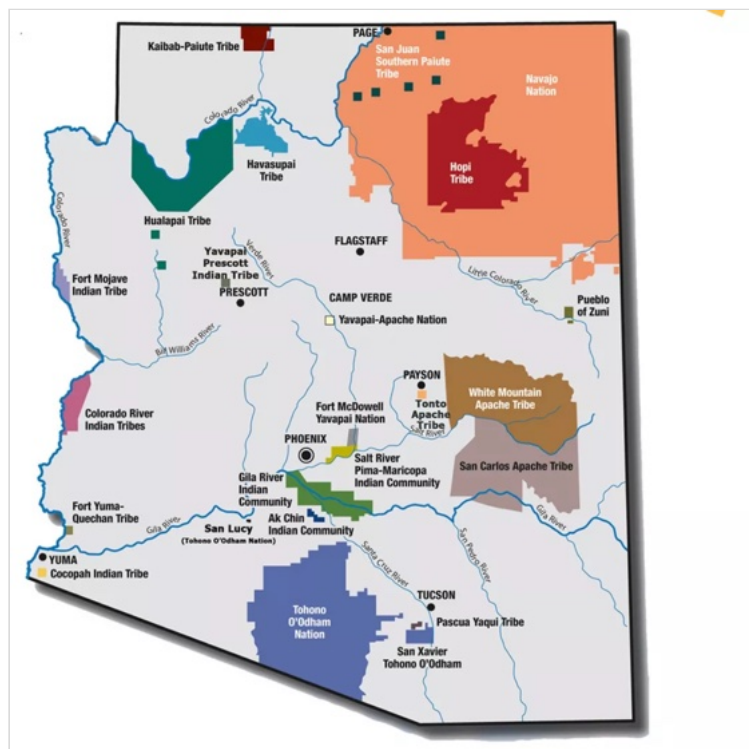 Kaibab-Paiute Tribe
PAGE
San Juan
Southern Paiute
Tribe
Navajo
Nation
Colorado River
Havasupai
Tribe
Hopi
Tribe
Colorado River
Hualapai Tribe
FLAGSTAFF
Verde River
Yavapai
Prescott
Indian Tribe
PRESCOTT
Fort Mojave
Indian Tribe
Little Colorado River
Pueblo
of Zuni
CAMP VERDE
Yavapai-Apache Nation
Bill Williams River
PAYSON
Tonto
Apache
Tribe
White Mountain
Apache Tribe
Colorado River
Indian Tribes
Fort McDowell
Yavapai Nation
Salt River
PHOENIX
Salt River
Pima-Maricopa
Indian Community
San Carlos Apache Tribe
Gila River
Indian
Community
Fort Yuma-
Quechan Tribe
Gila River
San Lucy
(Tohono O'Odham Nation)
Ak Chin
Indian Community
Gila River
Santa Cruz River
San Pedro River
YUMA
Cocopah Indian Tribe
Tohono
O'Odham
Nation
TUCSON
Pascua Yaqui Tribe
San Xavier
Tohono O'Odham